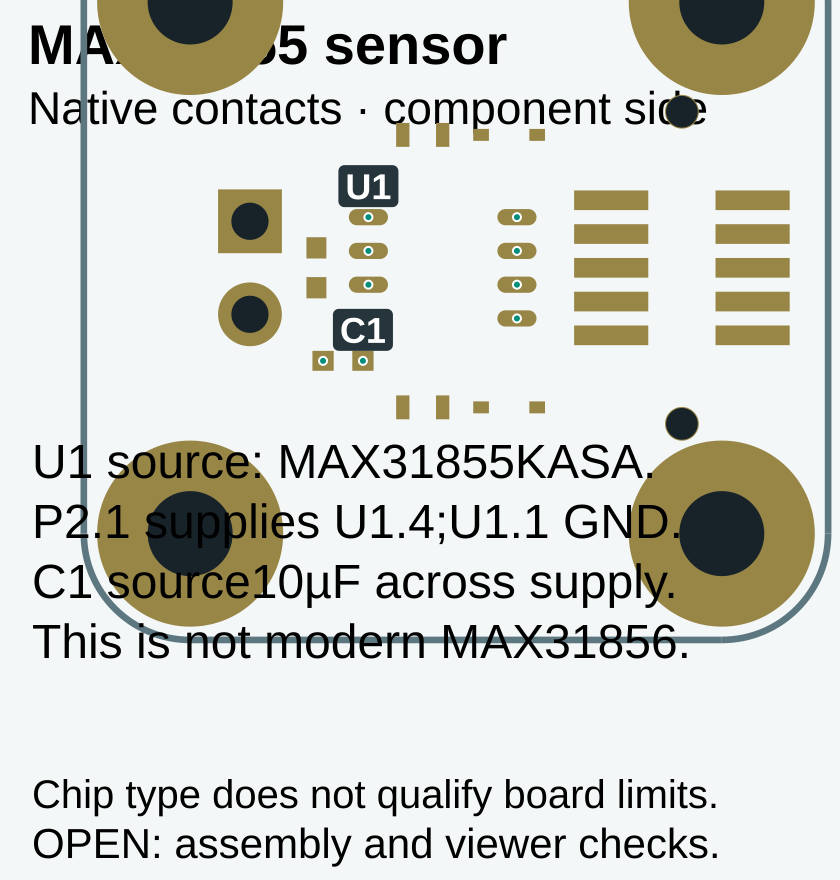 MAX31855 sensor
Native contacts · component side
U1
C1
U1 source: MAX31855KASA.
P2.1 supplies U1.4;U1.1 GND.
C1 source10µF across supply.
This is not modern MAX31856.
Chip type does not qualify board limits.
OPEN: assembly and viewer checks.